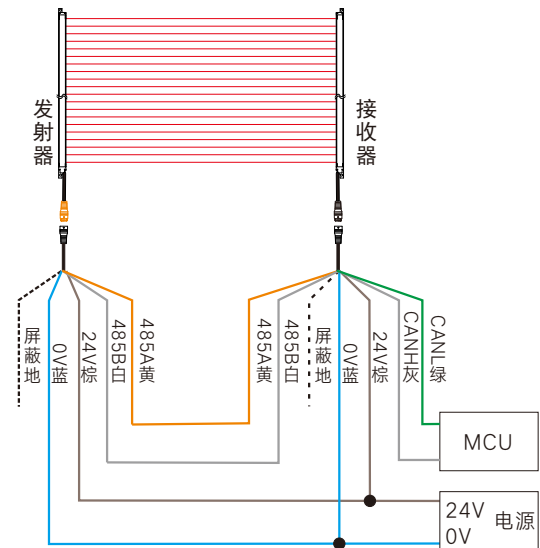 发射器
接收器
屏蔽地
0V蓝
24V棕
485B白
485A黄
485A黄
485B白
屏蔽地
0V蓝
24V棕
CANH灰
CANL绿
MCU
24V
0V
电源